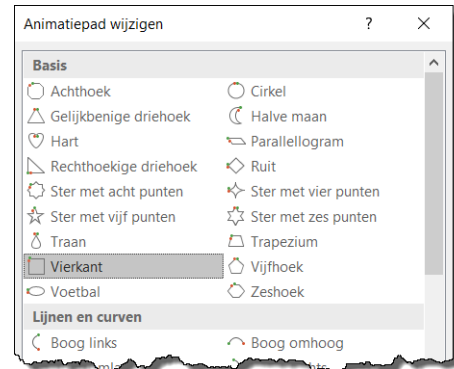 Animatiepad wijzigen ?
Basis
Achthoek Cirkel
Gelijkbenige driehoek Halve maan
Hart Parallellogram
Rechthoekige driehoek Ruit
Ster met acht punten Ster met vier punten
Ster met vijf punten Ster met zes punten
Traan Trapezium
Vierkant Vijfhoek
Voetbal Zeshoek
Lijnen en curven
Boog links Boog omhoog